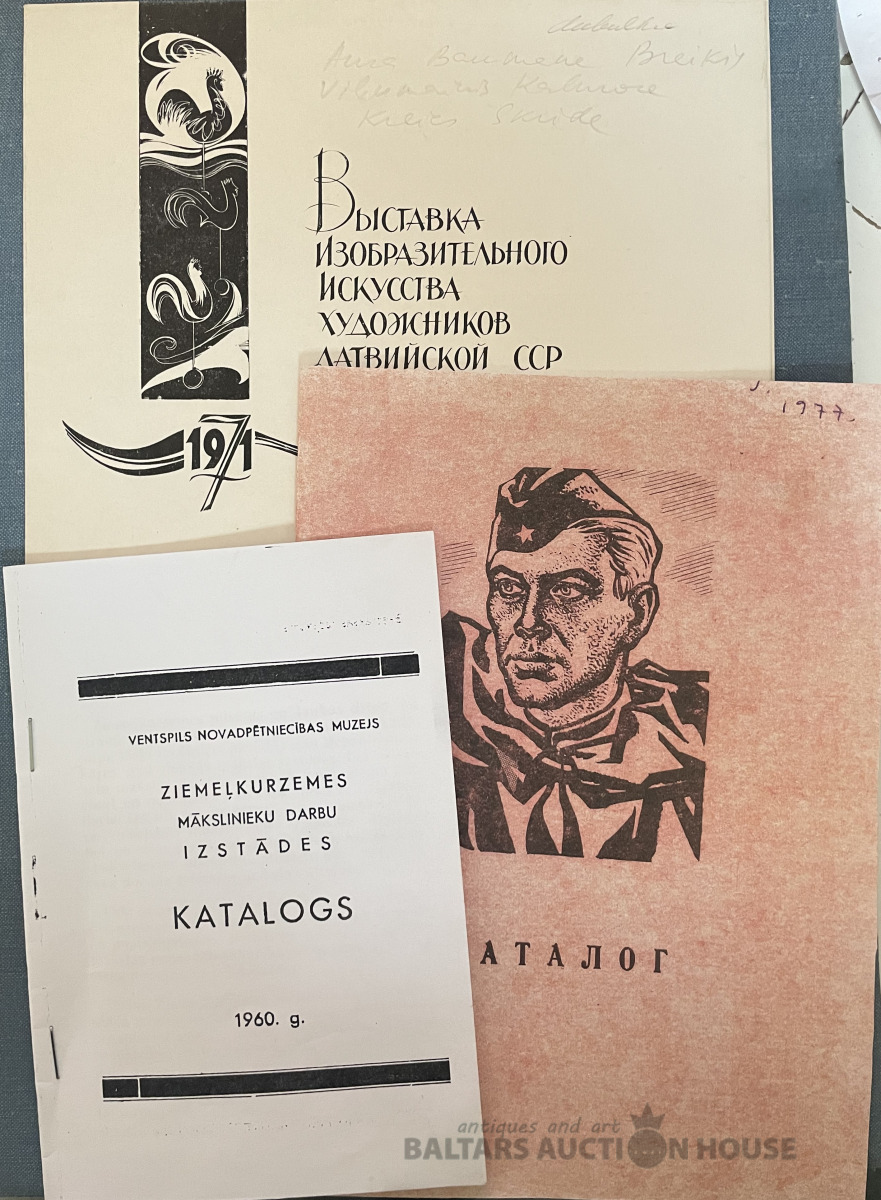 Выставка
изобразительного
искусства
художников
Латвийской ССР
1971
1977.
АТАЛОГ
VENTSPILS NOVADPĒTNIECĪBAS MUZEJS
ZIEMEĻKURZEMES
MĀKSLINIEKU DARBU
IZSTĀDES
KATALOGS
1960. g.
antiques and art
BALTARS AUCTION HOUSE